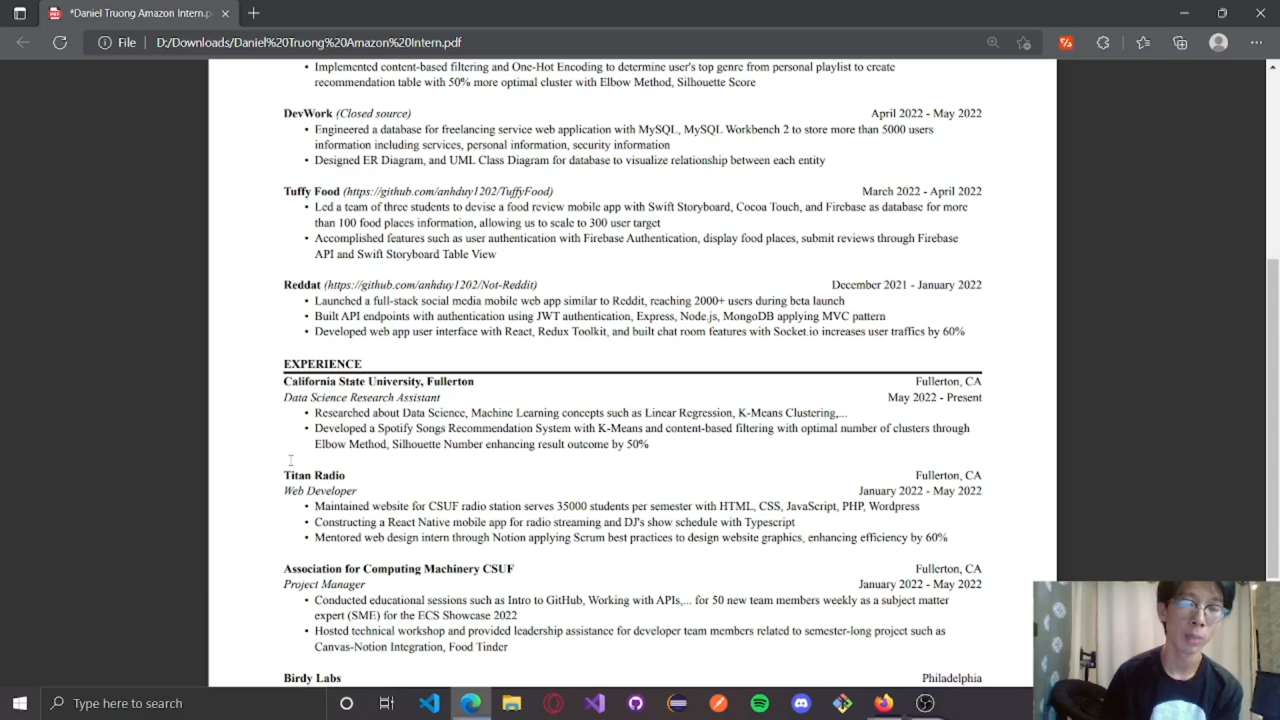 *Daniel Truong Amazon Intern.p
File
D:/Downloads/Daniel%20Truong%20Amazon%20Intern.pdf
• Implemented content-based filtering and One-Hot Encoding to determine user's top genre from personal playlist to create
recommendation table with 50% more optimal cluster with Elbow Method, Silhouette Score
DevWork (Closed source) April 2022 - May 2022
• Engineered a database for freelancing service web application with MySQL, MySQL Workbench 2 to store more than 5000 users
information including services, personal information, security information
• Designed ER Diagram, and UML Class Diagram for database to visualize relationship between each entity
Tuffy Food (https://github.com/anhduy1202/TuffyFood) March 2022 - April 2022
• Led a team of three students to devise a food review mobile app with Swift Storyboard, Cocoa Touch, and Firebase as database for more
than 100 food places information, allowing us to scale to 300 user target
• Accomplished features such as user authentication with Firebase Authentication, display food places, submit reviews through Firebase
API and Swift Storyboard Table View
Reddat (https://github.com/anhduy1202/Not-Reddit) December 2021 - January 2022
• Launched a full-stack social media mobile web app similar to Reddit, reaching 2000+ users during beta launch
• Built API endpoints with authentication using JWT authentication, Express, Node.js, MongoDB applying MVC pattern
• Developed web app user interface with React, Redux Toolkit, and built chat room features with Socket.io increases user traffics by 60%
EXPERIENCE
California State University, Fullerton Fullerton, CA
Data Science Research Assistant May 2022 - Present
• Researched about Data Science, Machine Learning concepts such as Linear Regression, K-Means Clustering,...
• Developed a Spotify Songs Recommendation System with K-Means and content-based filtering with optimal number of clusters through
Elbow Method, Silhouette Number enhancing result outcome by 50%
Titan Radio Fullerton, CA
Web Developer January 2022 - May 2022
• Maintained website for CSUF radio station serves 35000 students per semester with HTML, CSS, JavaScript, PHP, Wordpress
• Constructing a React Native mobile app for radio streaming and DJ's show schedule with Typescript
• Mentored web design intern through Notion applying Scrum best practices to design website graphics, enhancing efficiency by 60%
Association for Computing Machinery CSUF Fullerton, CA
Project Manager January 2022 - May 2022
• Conducted educational sessions such as Intro to GitHub, Working with APIs,... for 50 new team members weekly as a subject matter
expert (SME) for the ECS Showcase 2022
• Hosted technical workshop and provided leadership assistance for developer team members related to semester-long project such as
Canvas-Notion Integration, Food Tinder
Birdy Labs Philadelphia
Type here to search